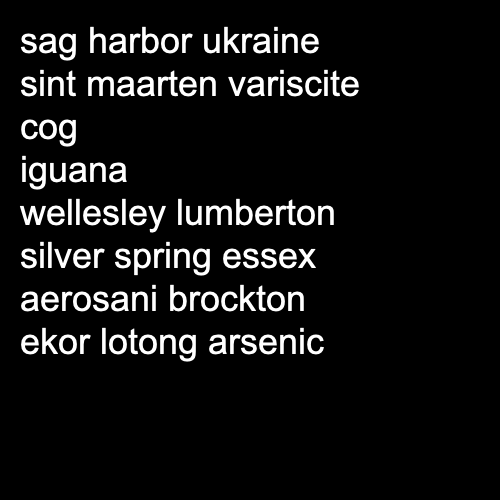 sag harbor ukraine
sint maarten variscite
cog
iguana
wellesley lumberton
silver spring essex
aerosani brockton
ekor lotong arsenic